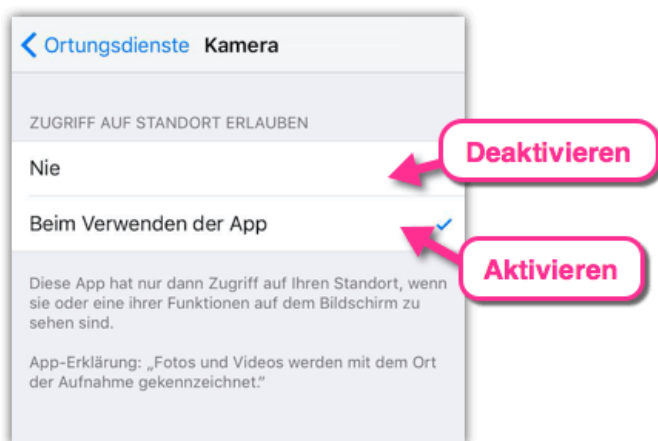 Ortungsdienste Kamera
ZUGRIFF AUF STANDORT ERLAUBEN
Nie
Deaktivieren
Beim Verwenden der App
Aktivieren
Diese App hat nur dann Zugriff auf Ihren Standort, wenn
sie oder eine ihrer Funktionen auf dem Bildschirm zu
sehen sind.
App-Erklärung: „Fotos und Videos werden mit dem Ort
der Aufnahme gekennzeichnet.“